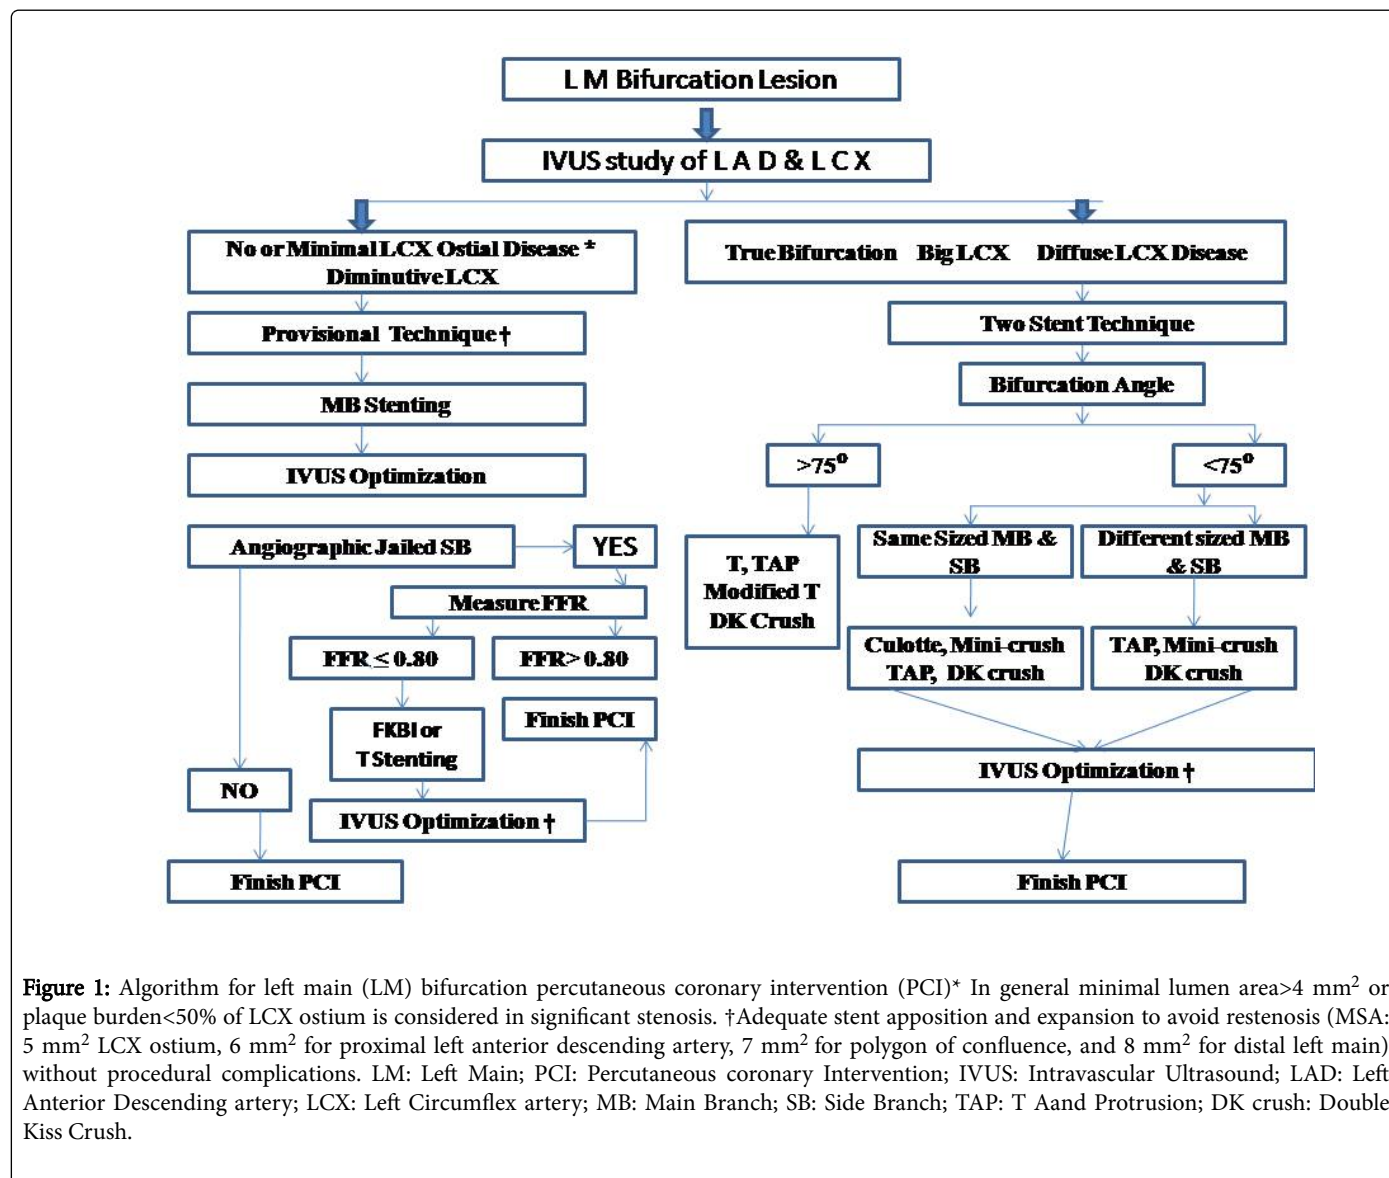 L M Bifurcation Lesion
IVUS study of L A D & L C X
No or Minimal LCX Ostial Disease *
Diminutive LCX
Provisional Technique †
MB Stenting
IVUS Optimization
Angiographic Jailed SB
YES
Measure FFR
FFR ≤ 0.80
FFR> 0.80
FKBI or
T Stenting
Finish PCI
NO
IVUS Optimization †
Finish PCI
True Bifurcation Big LCX Diffuse LCX Disease
Two Stent Technique
Bifurcation Angle
>75⁰
<75⁰
T, TAP
Modified T
DK Crush
Same Sized MB &
SB
Different sized MB
& SB
Culotte, Mini-crush
TAP, DK crush
TAP, Mini-crush
DK crush
IVUS Optimization †
Finish PCI
Figure 1: Algorithm for left main (LM) bifurcation percutaneous coronary intervention (PCI)* In general minimal lumen area>4 mm² or
plaque burden<50% of LCX ostium is considered in significant stenosis. †Adequate stent apposition and expansion to avoid restenosis (MSA:
5 mm² LCX ostium, 6 mm² for proximal left anterior descending artery, 7 mm² for polygon of confluence, and 8 mm² for distal left main)
without procedural complications. LM: Left Main; PCI: Percutaneous coronary Intervention; IVUS: Intravascular Ultrasound; LAD: Left
Anterior Descending artery; LCX: Left Circumflex artery; MB: Main Branch; SB: Side Branch; TAP: T Aand Protrusion; DK crush: Double
Kiss Crush.